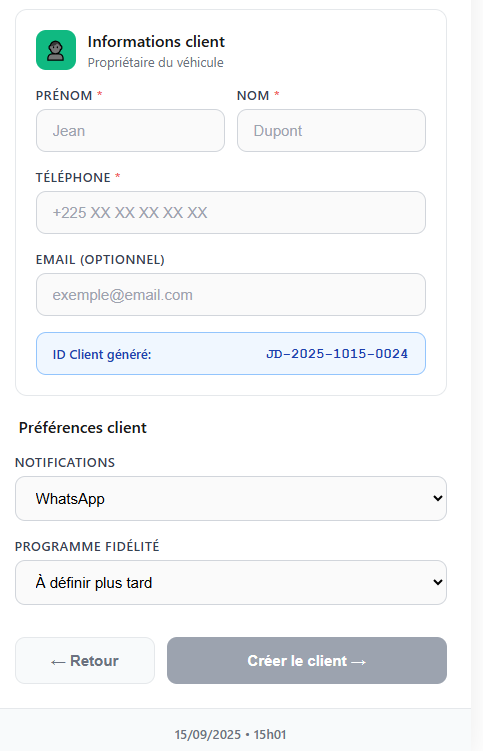 Informations client
Propriétaire du véhicule
PRÉNOM * NOM *
Jean Dupont
TÉLÉPHONE *
+225 XX XX XX XX XX
EMAIL (OPTIONNEL)
exemple@email.com
ID Client généré: JD-2025-1015-0024
Préférences client
NOTIFICATIONS
WhatsApp
PROGRAMME FIDÉLITÉ
À définir plus tard
← Retour Créer le client →
15/09/2025 • 15h01